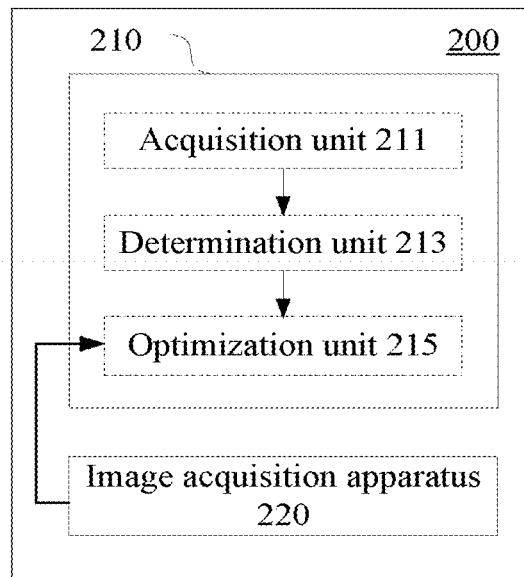 210
200
Acquisition unit 211
Determination unit 213
Optimization unit 215
Image acquisition apparatus
220